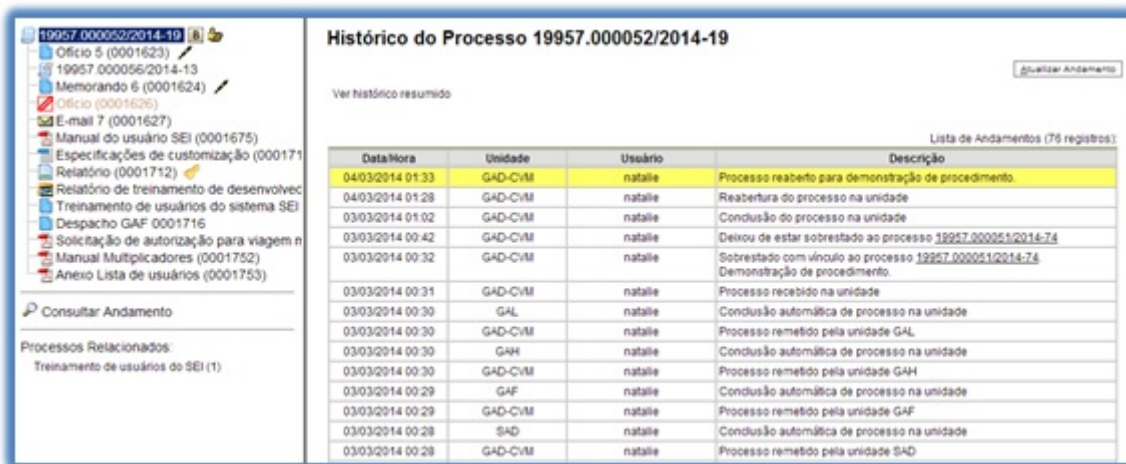 19957.000052/2014-19
Ofício 5 (0001623)
19957.000056/2014-13
Memorando 6 (0001624)
Ofício (0001626)
E-mail 7 (0001627)
Manual do usuário SEI (0001675)
Especificações de customização (000171
Relatório (0001712)
Relatório de treinamento de desenvolvec
Treinamento de usuários do sistema SEI
Despacho GAF 0001716
Solicitação de autorização para viagem n
Manual Multiplicadores (0001752)
Anexo Lista de usuários (0001753)
Consultar Andamento
Processos Relacionados:
Treinamento de usuários do SEI (1)
Histórico do Processo 19957.000052/2014-19
Atualizar Andamento
Ver histórico resumido
Lista de Andamentos (76 registros):
Data/Hora Unidade Usuário Descrição
04/03/2014 01:33 GAD-CVM natalie Processo reaberto para demonstração de procedimento.
04/03/2014 01:28 GAD-CVM natalie Reabertura do processo na unidade
03/03/2014 01:02 GAD-CVM natalie Conclusão do processo na unidade
03/03/2014 00:42 GAD-CVM natalie Deixou de estar sobrestado ao processo 19957.000051/2014-74
03/03/2014 00:32 GAD-CVM natalie Sobrestado com vínculo ao processo 19957.000051/2014-74.
Demonstração de procedimento.
03/03/2014 00:31 GAD-CVM natalie Processo recebido na unidade
03/03/2014 00:30 GAL natalie Conclusão automática de processo na unidade
03/03/2014 00:30 GAD-CVM natalie Processo remetido pela unidade GAL
03/03/2014 00:30 GAH natalie Conclusão automática de processo na unidade
03/03/2014 00:30 GAD-CVM natalie Processo remetido pela unidade GAH
03/03/2014 00:29 GAF natalie Conclusão automática de processo na unidade
03/03/2014 00:29 GAD-CVM natalie Processo remetido pela unidade GAF
03/03/2014 00:28 SAD natalie Conclusão automática de processo na unidade
03/03/2014 00:28 GAD-CVM natalie Processo remetido pela unidade SAD